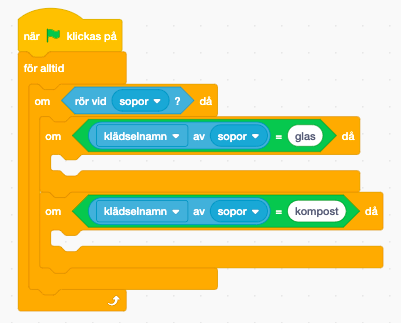 när klickas på
för alltid
om rör vid sopor ? då
om klädselnamn av sopor = glas då
om klädselnamn av sopor = kompost då